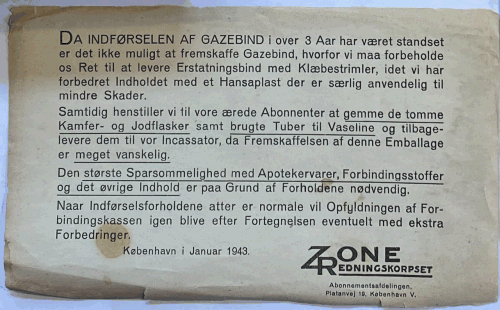 DA INDFØRSELEN AF GAZEBIND i over 3 Aar har været standset
er det ikke muligt at fremskaffe Gazebind, hvorfor vi maa forbeholde
os Ret til at levere Erstatningsbind med Klæbestrimler, idet vi har
forbedret Indholdet med et Hansaplast der er særlig anvendelig til
mindre Skader.
Samtidig henstiller vi til vore ærede Abonnenter at gemme de tomme
Kamfer- og Jodflasker samt brugte Tuber til Vaseline og tilbage-
levere dem til vor Incassator, da Fremskaffelsen af denne Emballage
er meget vanskelig.
Den største Sparsommelighed med Apotekervarer, Forbindingsstoffer
og det øvrige Indhold er paa Grund af Forholdene nødvendig.
Naar Indførselsforholdene atter er normale vil Opfyldningen af For-
bindingskassen igen blive efter Fortegnelsen eventuelt med ekstra
Forbedringer.
København i Januar 1943.
ZONE
REDNINGSKORPSET
Abonnementsafdelingen.
Platanvej 19. København V.